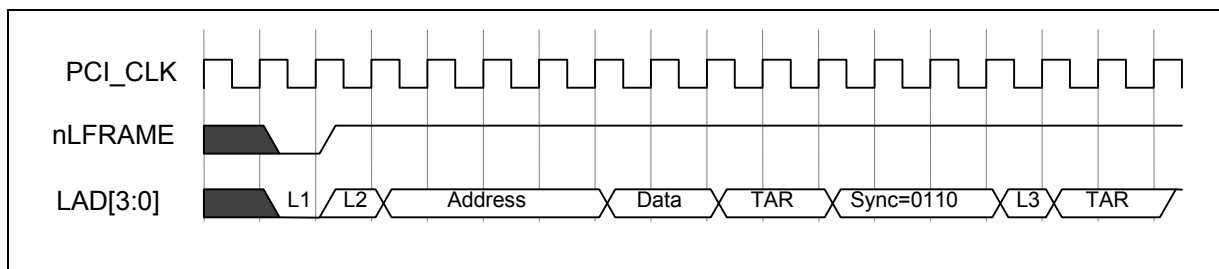 PCI_CLK
nLFRAME
LAD[3:0] L1 L2 Address Data TAR Sync=0110 L3 TAR